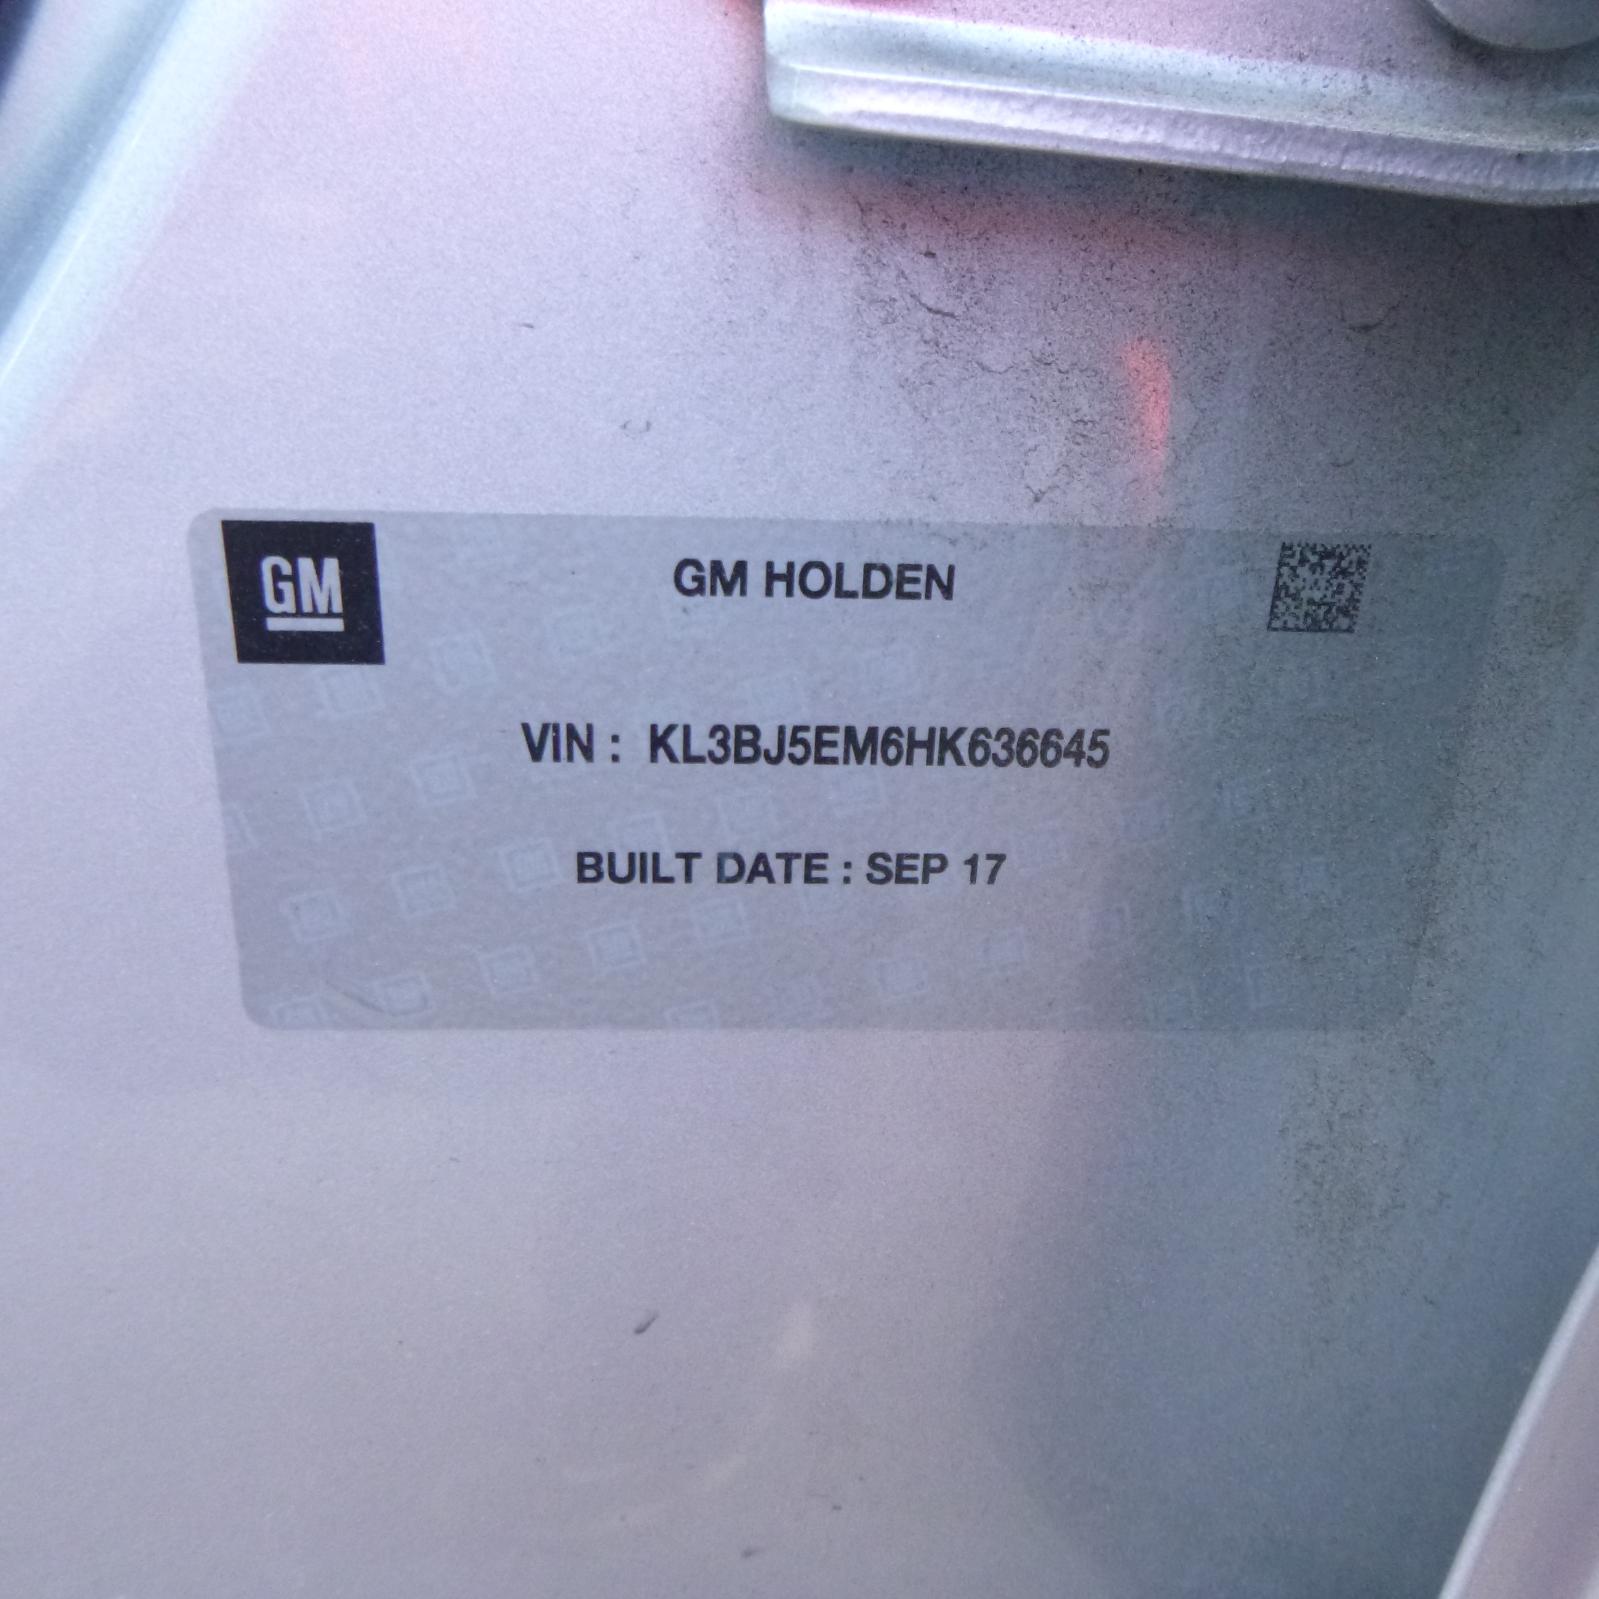 GM
GM HOLDEN
VIN : KL3BJ5EM6HK636645
BUILT DATE : SEP 17